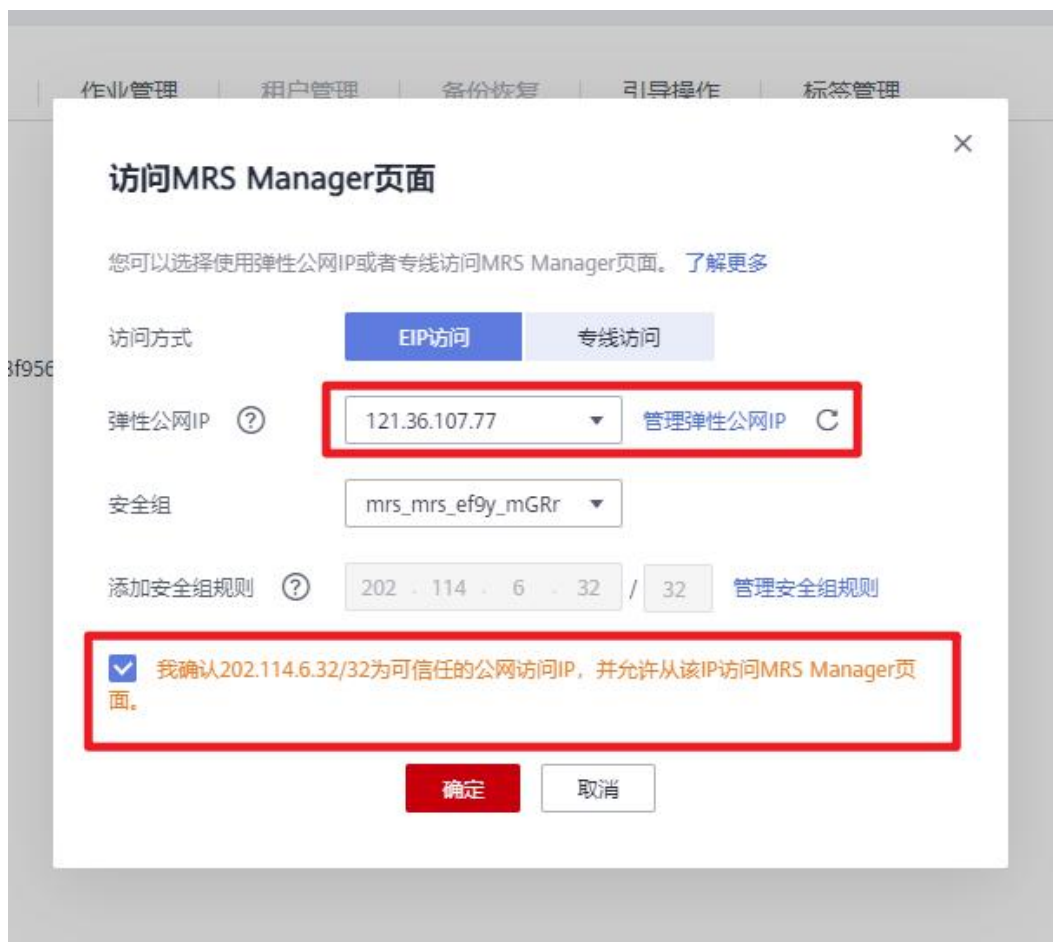 作业管理 租户管理 备份恢复 引导操作 标签管理
访问MRS Manager页面
您可以选择使用弹性公网IP或者专线访问MRS Manager页面。 了解更多
访问方式 EIP访问 专线访问
3f956
弹性公网IP ? 121.36.107.77 管理弹性公网IP
安全组 mrs_mrs_ef9y_mGRr
添加安全组规则 ? 202 . 114 . 6 . 32 / 32 管理安全组规则
我确认202.114.6.32/32为可信任的公网访问IP，并允许从该IP访问MRS Manager页
面。
确定 取消